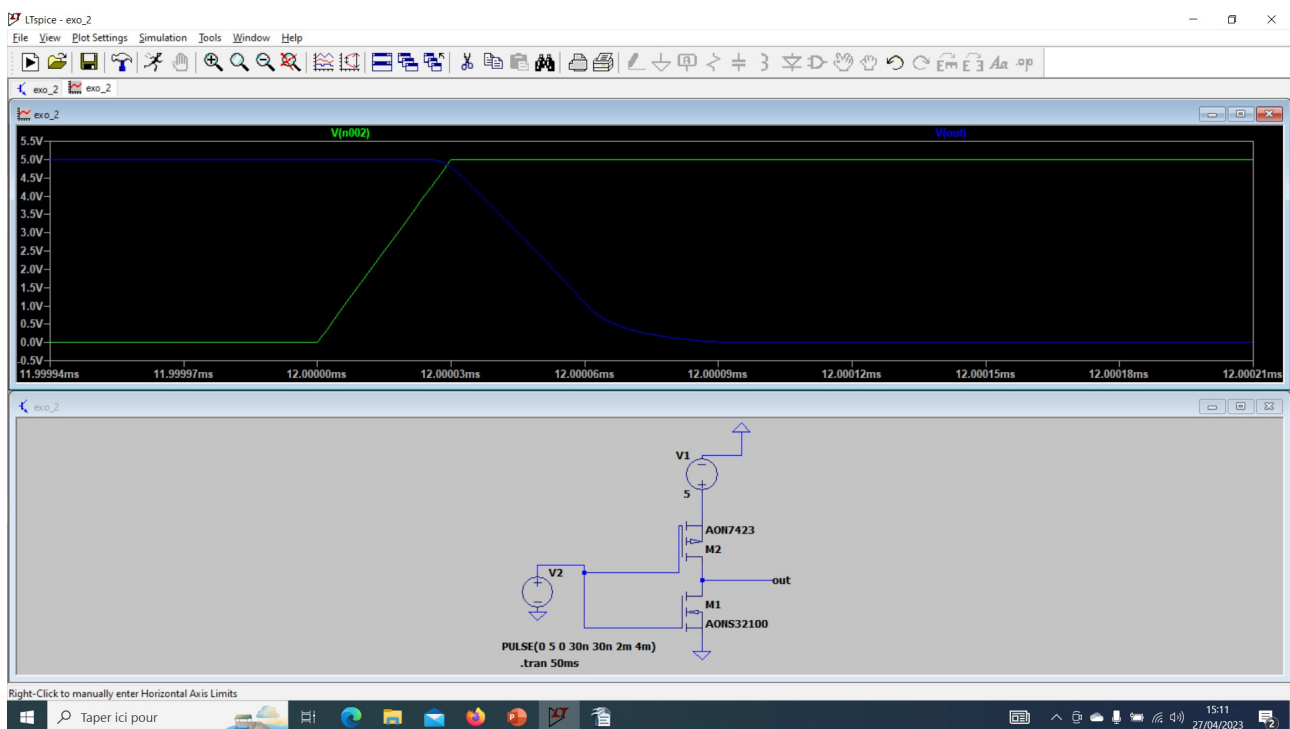 LTspice - exo_2
File View Plot Settings Simulation Tools Window Help
exo_2 exo_2
exo_2
V(n002) V(out)
5.5V
5.0V
4.5V
4.0V
3.5V
3.0V
2.5V
2.0V
1.5V
1.0V
0.5V
0.0V
-0.5V
11.99994ms 11.99997ms 12.00000ms 12.00003ms 12.00006ms 12.00009ms 12.00012ms 12.00015ms 12.00018ms 12.00021ms
exo_2
V1
5
AON7423
M2
V2
out
M1
AONS32100
PULSE(0 5 0 30n 30n 2m 4m)
.tran 50ms
Right-Click to manually enter Horizontal Axis Limits
Taper ici pour
15:11
27/04/2023
2